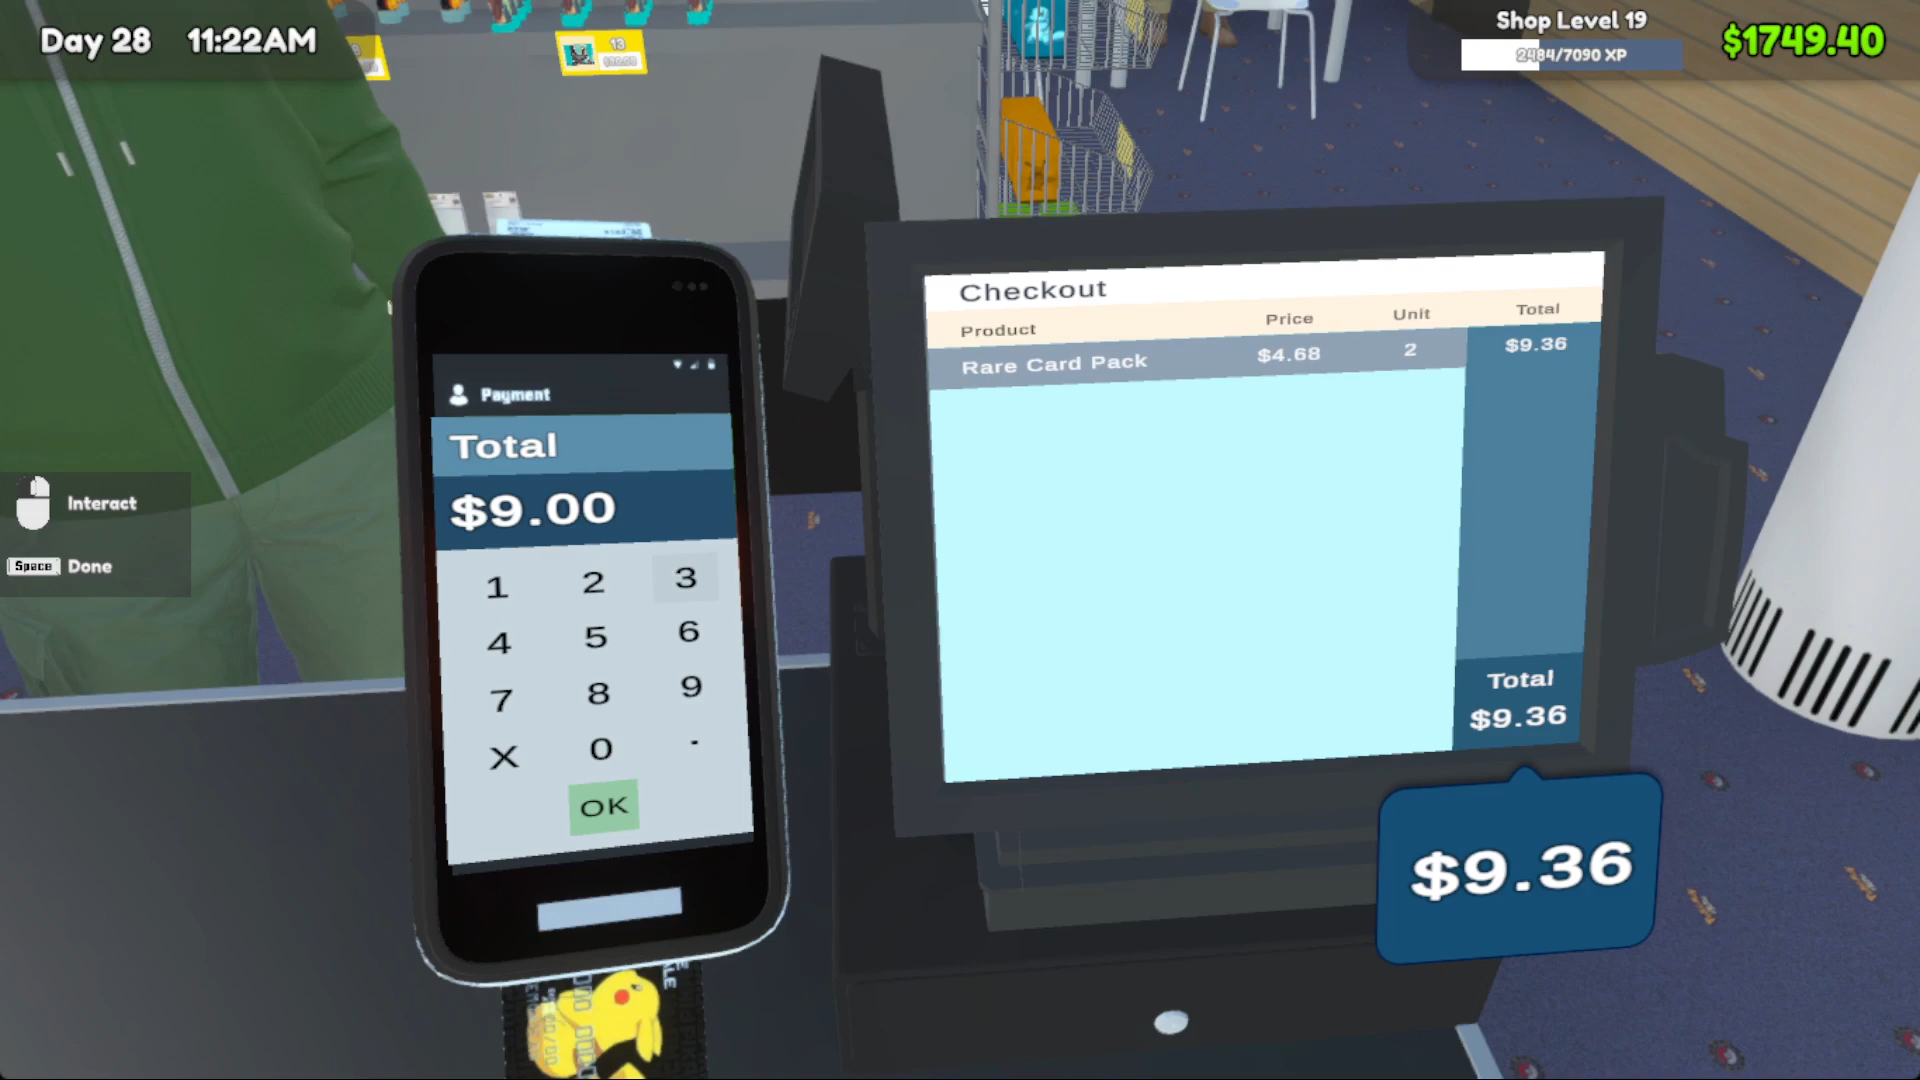 Day 28 11:22AM
Shop Level 19
2484/7090 XP
$1749.40
13
Interact
Space Done
Payment
Total
$9.00
1 2 3
4 5 6
7 8 9
X 0 .
OK
Checkout
Product Price Unit Total
Rare Card Pack $4.68 2 $9.36
Total
$9.36
$9.36